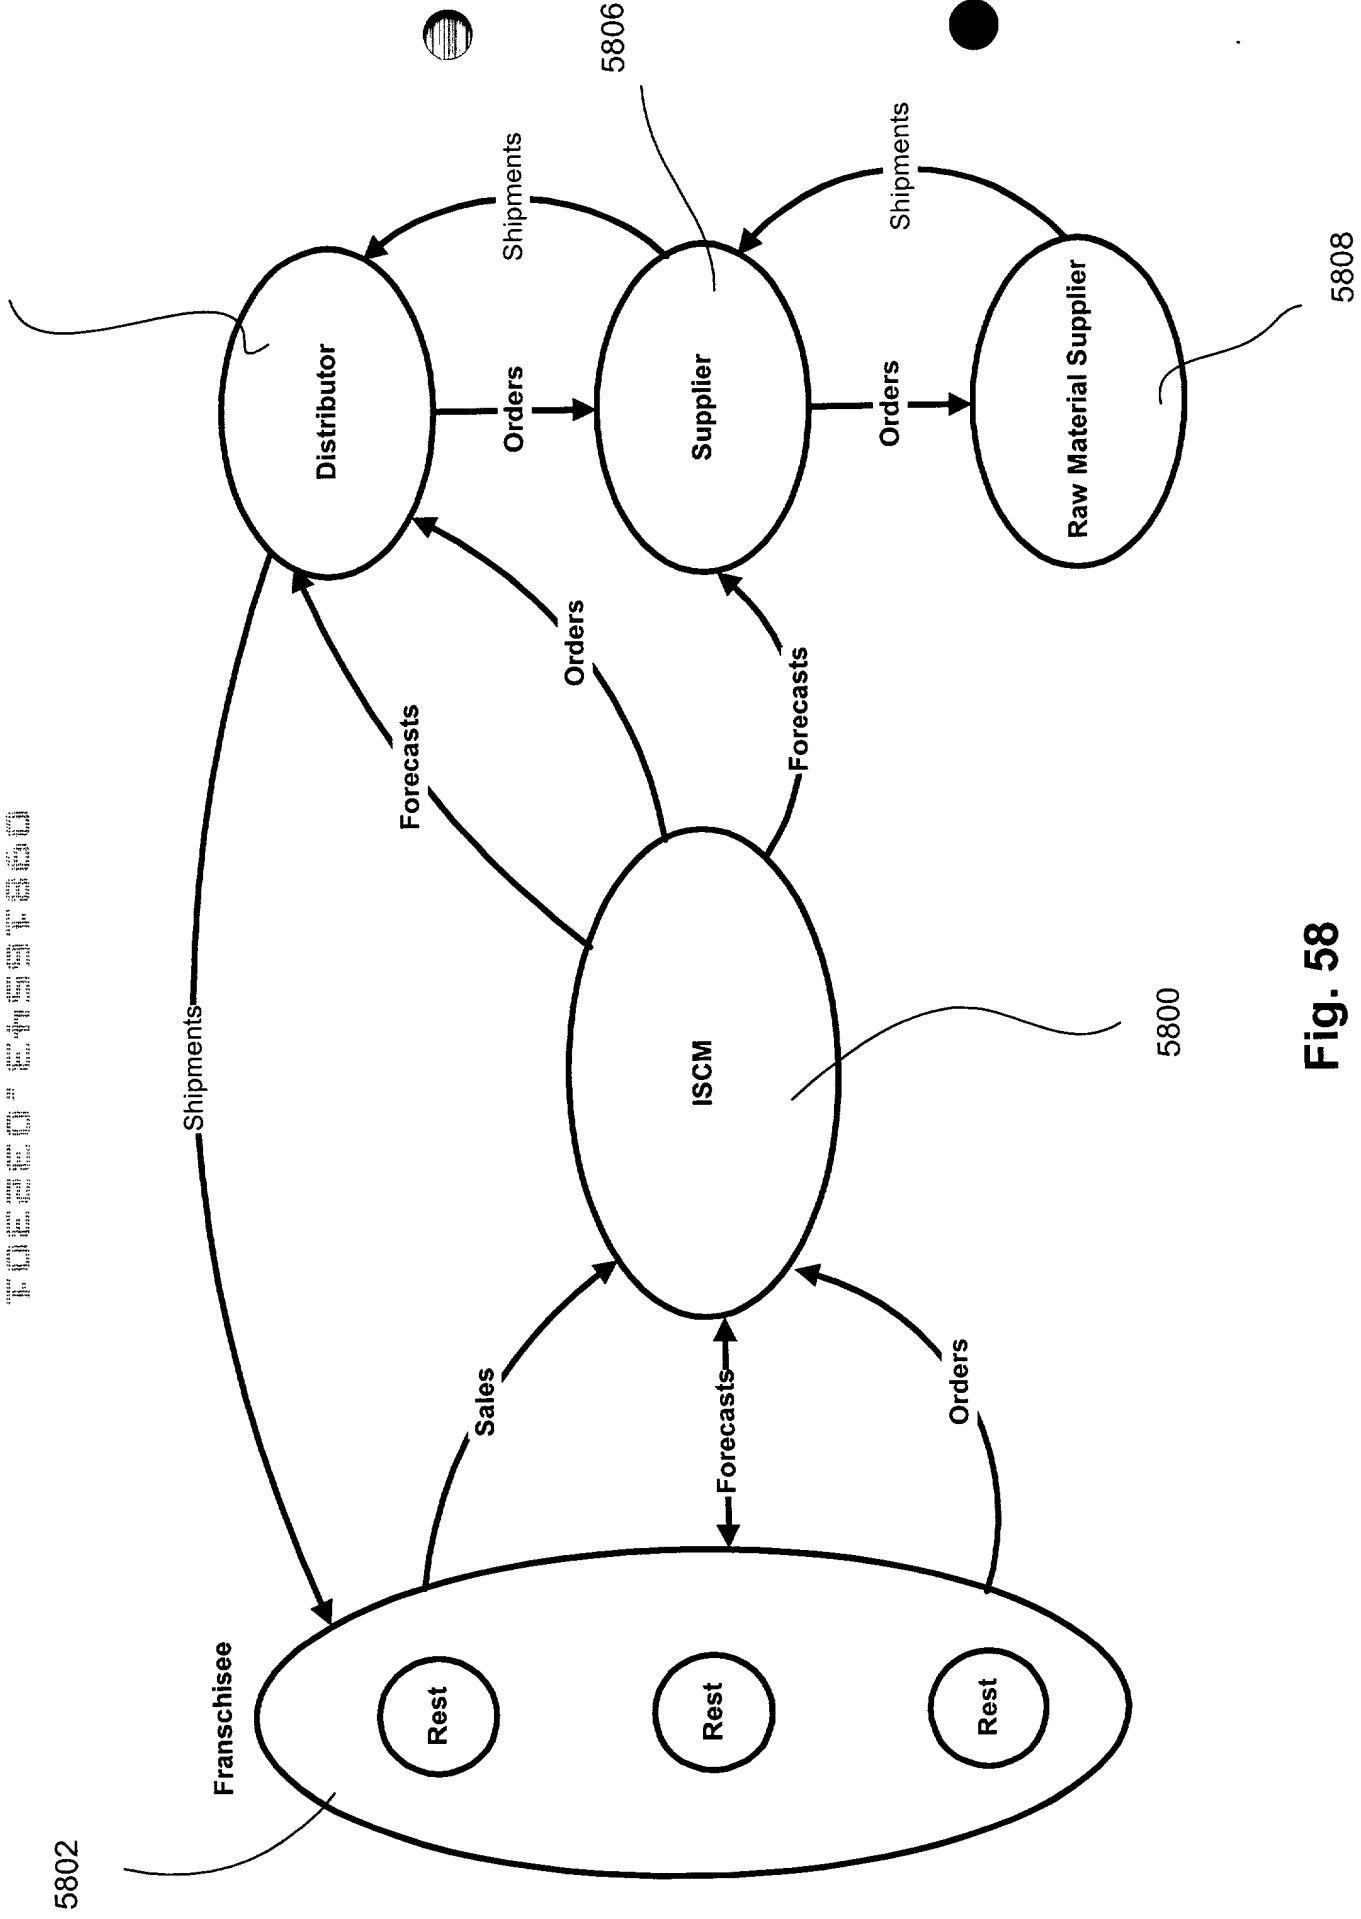 5802
Franschisee
Rest
Rest
Rest
Shipments
Sales
Forecasts
Orders
ISCM
5800
Forecasts
Orders
Forecasts
Distributor
Orders
Shipments
Supplier
5806
Orders
Shipments
Raw Material Supplier
5808
Fig. 58